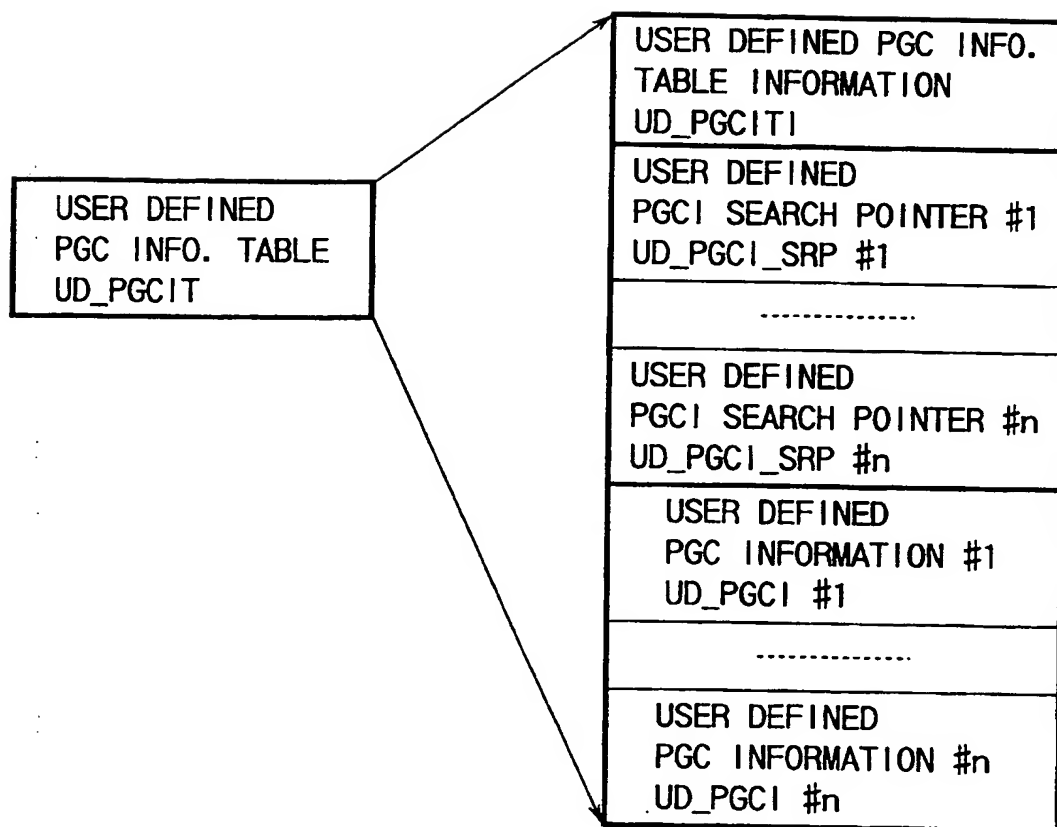 USER DEFINED
PGC INFO. TABLE
UD_PGCIT
USER DEFINED PGC INFO.
TABLE INFORMATION
UD_PGCITI
USER DEFINED
PGCI SEARCH POINTER #1
UD_PGCI_SRP #1
---------------
USER DEFINED
PGCI SEARCH POINTER #n
UD_PGCI_SRP #n
USER DEFINED
PGC INFORMATION #1
UD_PGCI #1
---------------
USER DEFINED
PGC INFORMATION #n
UD_PGCI #n